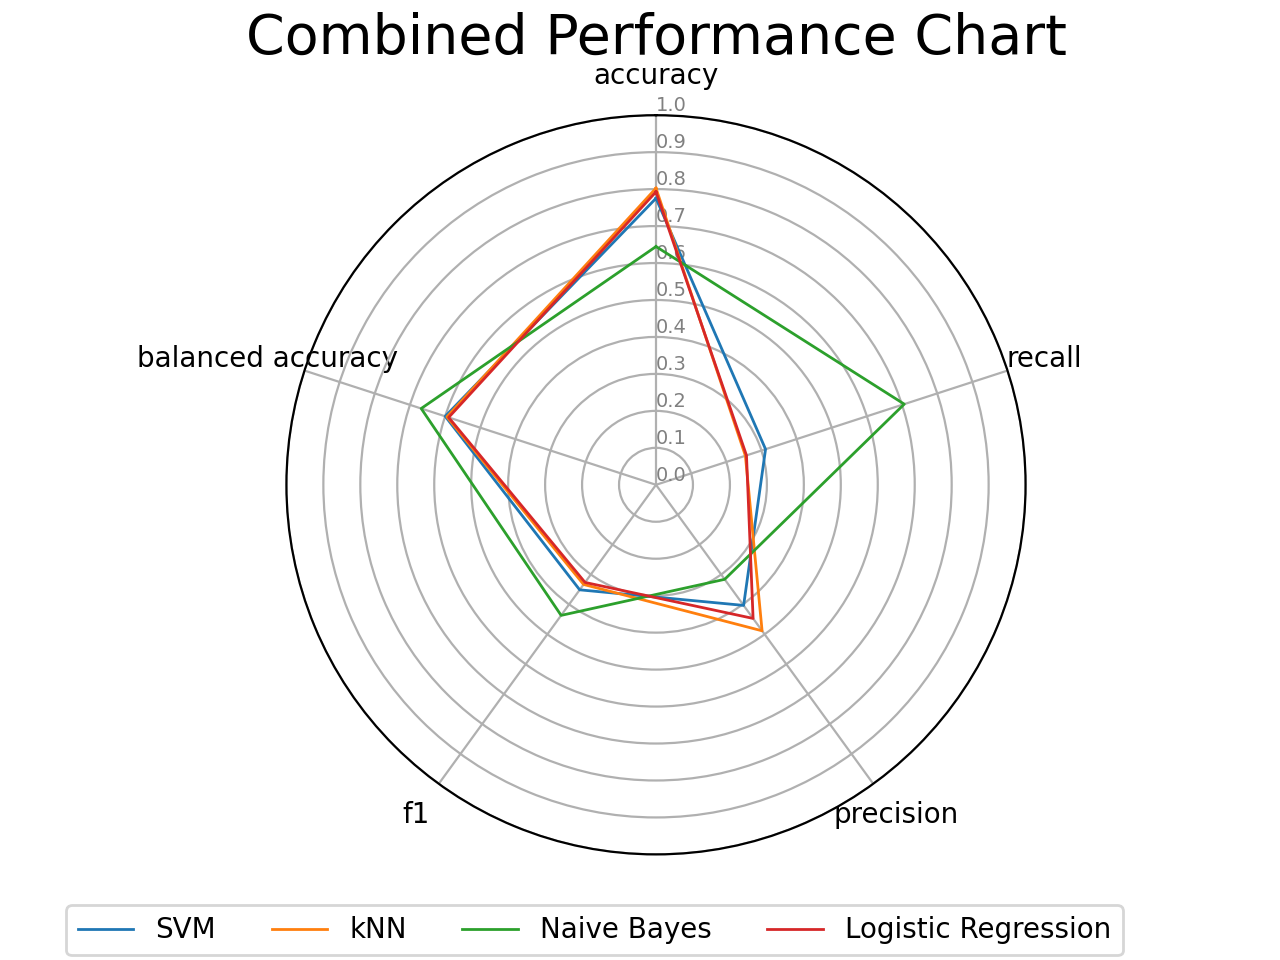 Combined Performance Chart
accuracy
1.0
0.9
0.8
0.7
0.6
0.5
0.4
0.3
0.2
0.1
0.0
balanced accuracy
recall
f1
precision
SVM kNN Naive Bayes Logistic Regression